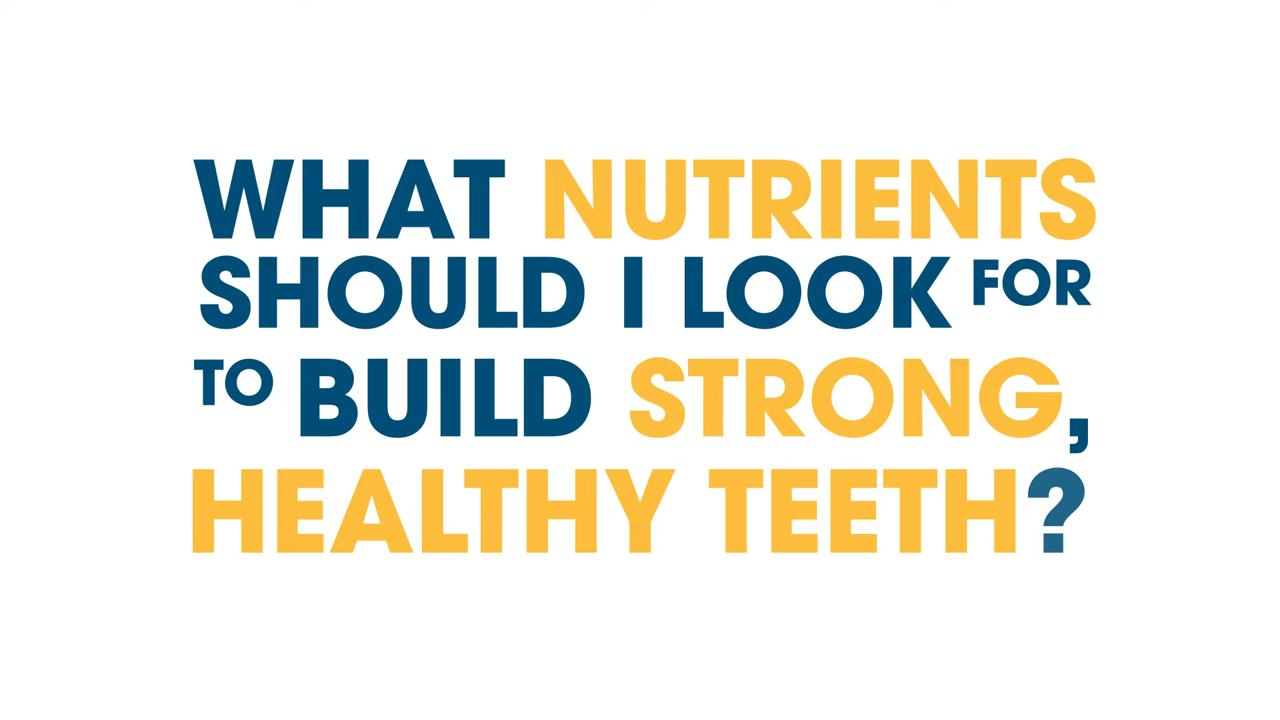 WHAT NUTRIENTS
SHOULD I LOOK FOR
TO BUILD STRONG,
HEALTHY TEETH?